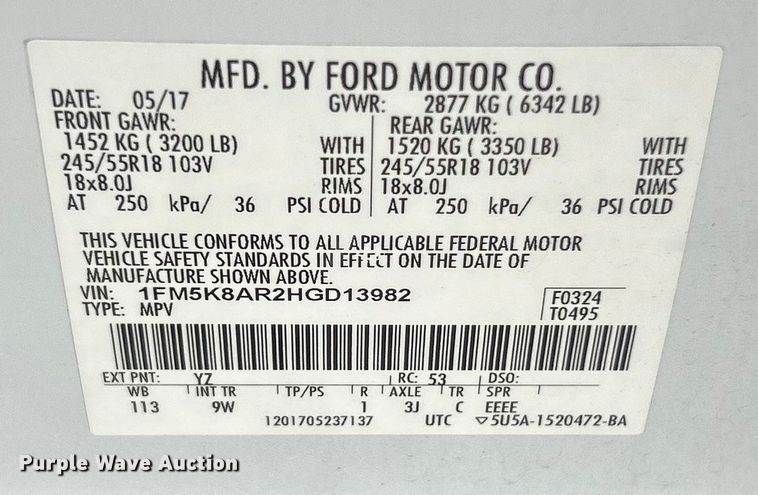 MFD. BY FORD MOTOR CO.
DATE: 05/17 GVWR: 2877 KG ( 6342 LB)
FRONT GAWR: REAR GAWR:
1452 KG ( 3200 LB) WITH 1520 KG ( 3350 LB) WITH
245/55R18 103V TIRES 245/55R18 103V TIRES
18x8.0J RIMS 18x8.0J RIMS
AT 250 kPa/ 36 PSI COLD AT 250 kPa/ 36 PSI COLD
THIS VEHICLE CONFORMS TO ALL APPLICABLE FEDERAL MOTOR
VEHICLE SAFETY STANDARDS IN EFFECT ON THE DATE OF
MANUFACTURE SHOWN ABOVE.
VIN: 1FM5K8AR2HGD13982 F0324
TYPE: MPV T0495
EXT PNT: YZ RC: 53 DSO:
WB INT TR TP/PS R AXLE TR SPR
113 9W 1 3J C EEEE
1201705237137 UTC ▽5U5A-1520472-BA
Purple Wave Auction